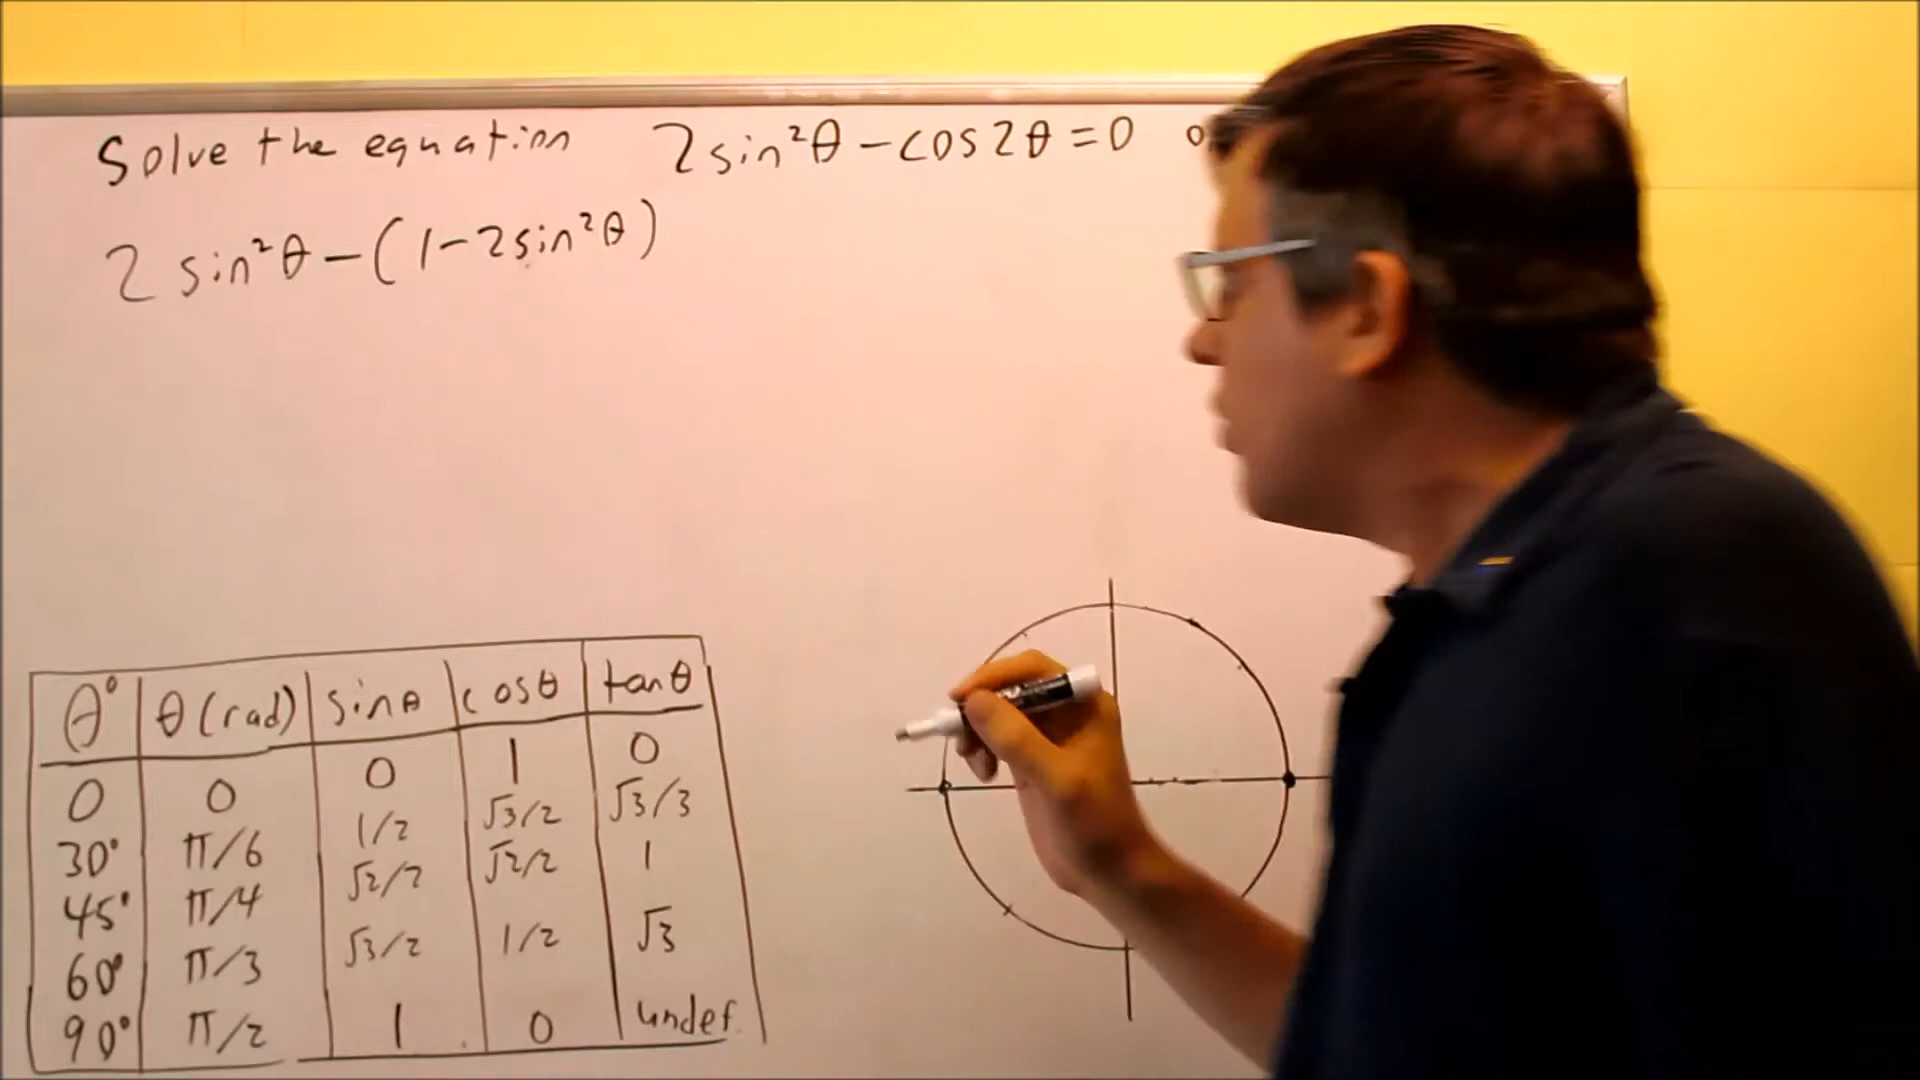 Solve the equation 2sin²θ-cos2θ=0
2 sin²θ-(1-2sin²θ)
θ° θ(rad) sinθ cosθ tanθ
0 0 0 1 0
30° π/6 1/2 √3/2 √3/3
45° π/4 √2/2 √2/2 1
60° π/3 √3/2 1/2 √3
90° π/2 1 0 undef.